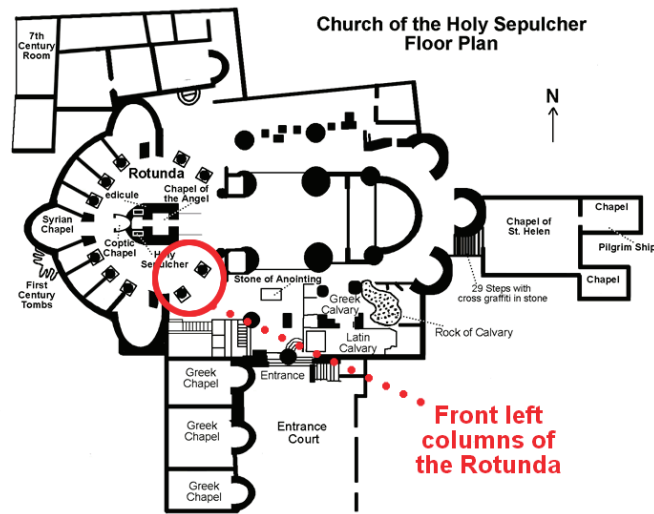 Church of the Holy Sepulcher
Floor Plan
7th
Century
Room
N
Rotunda
edicule
Chapel of
the Angel
Syrian
Chapel
Coptic
Chapel
Holy
Sepulcher
First
Century
Tombs
Stone of Anointing
Greek
Calvary
Latin
Calvary
Rock of Calvary
Chapel of
St. Helen
Chapel
Pilgrim Ship
Chapel
29 Steps with
cross graffiti in stone
Greek
Chapel
Greek
Chapel
Greek
Chapel
Entrance
Entrance
Court
Front left
columns of
the Rotunda